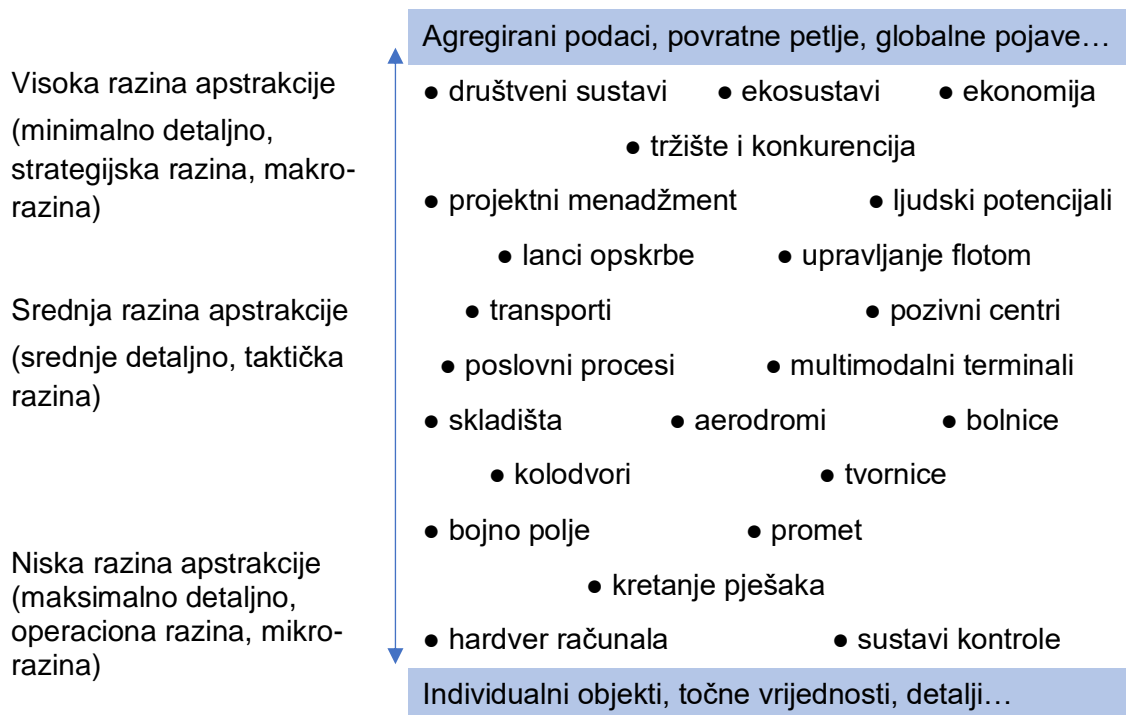 Agregirani podaci, povratne petlje, globalne pojave…
Visoka razina apstrakcije
(minimalno detaljno,
strategijska razina, makro-
razina)
● društveni sustavi ● ekosustavi ● ekonomija
● tržište i konkurencija
● projektni menadžment ● ljudski potencijali
● lanci opskrbe ● upravljanje flotom
Srednja razina apstrakcije
(srednje detaljno, taktička
razina)
● transporti ● pozivni centri
● poslovni procesi ● multimodalni terminali
● skladišta ● aerodromi ● bolnice
● kolodvori ● tvornice
● bojno polje ● promet
Niska razina apstrakcije
(maksimalno detaljno,
operaciona razina, mikro-
razina)
● kretanje pješaka
● hardver računala ● sustavi kontrole
Individualni objekti, točne vrijednosti, detalji…